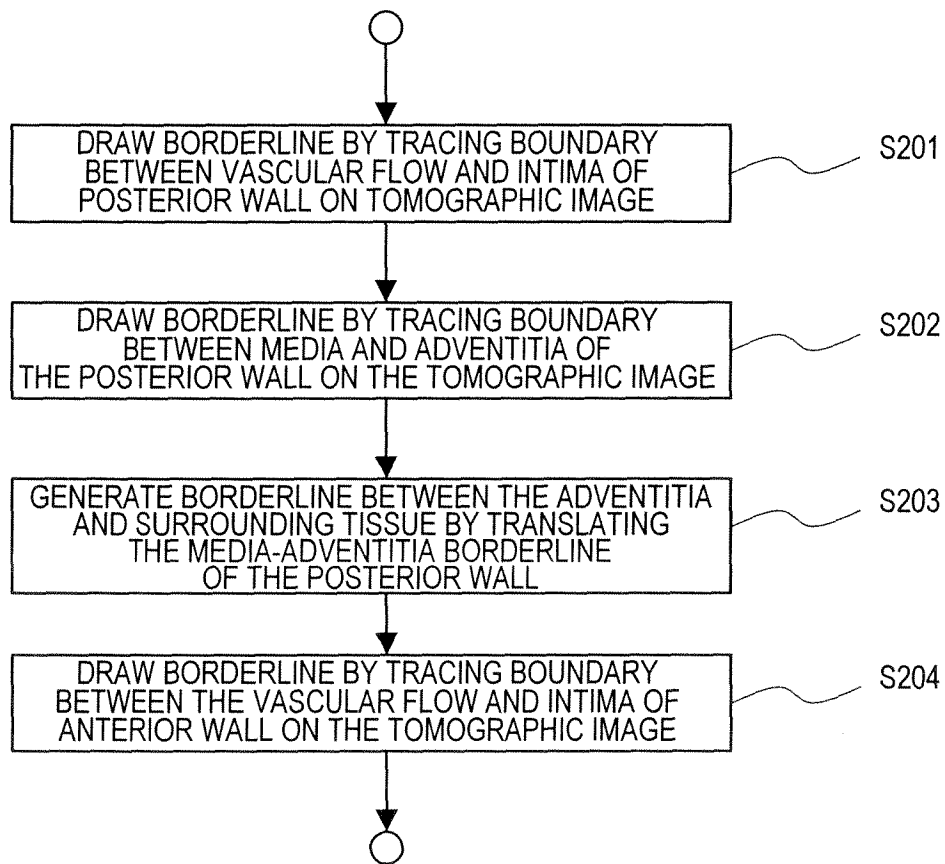 DRAW BORDERLINE BY TRACING BOUNDARY
BETWEEN VASCULAR FLOW AND INTIMA OF
POSTERIOR WALL ON TOMOGRAPHIC IMAGE
S201
DRAW BORDERLINE BY TRACING BOUNDARY
BETWEEN MEDIA AND ADVENTITIA OF
THE POSTERIOR WALL ON THE TOMOGRAPHIC IMAGE
S202
GENERATE BORDERLINE BETWEEN THE ADVENTITIA
AND SURROUNDING TISSUE BY TRANSLATING
THE MEDIA-ADVENTITIA BORDERLINE
OF THE POSTERIOR WALL
S203
DRAW BORDERLINE BY TRACING BOUNDARY
BETWEEN THE VASCULAR FLOW AND INTIMA OF
ANTERIOR WALL ON THE TOMOGRAPHIC IMAGE
S204